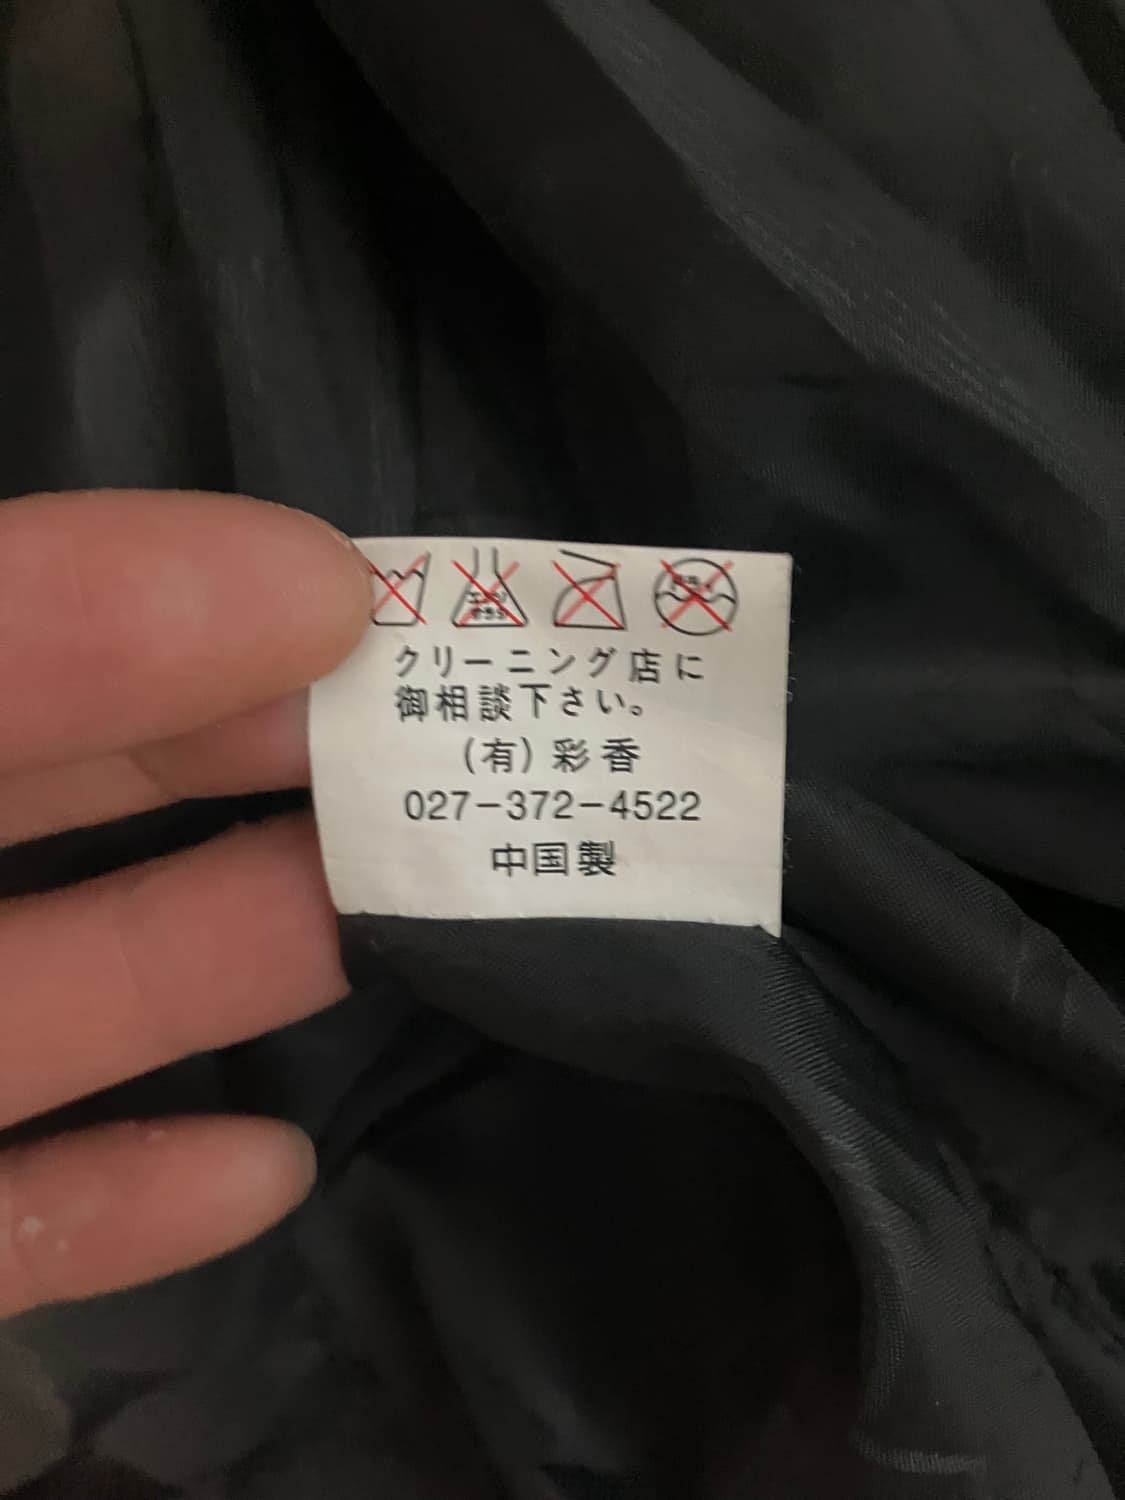 クリーニング店に
御相談下さい。
(有)彩香
027-372-4522
中国製